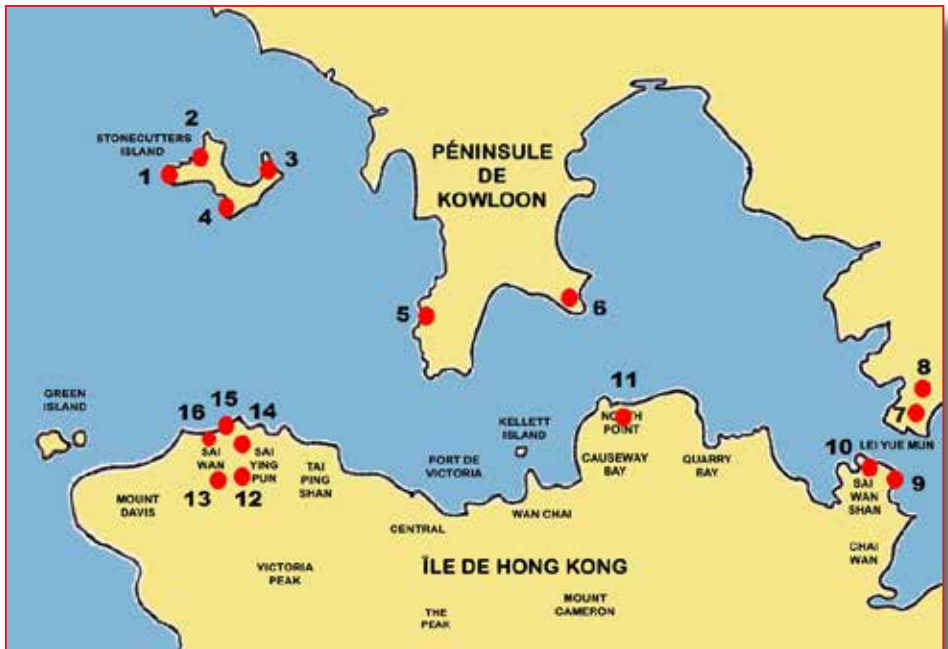 2
STONECUTTERS
ISLAND
3
1
4
PÉNINSULE
DE
KOWLOON
5
6
8
7
LEI YUE MUN
GREEN
ISLAND
16
15
14
SAI
WAN
SAI
YING
PUN
13
12
TAI
PING
SHAN
MOUNT
DAVIS
VICTORIA
PEAK
PORT DE
VICTORIA
KELLETT
ISLAND
11
NORTH
POINT
CAUSEWAY
BAY
QUARRY
BAY
10
9
SAI
WAN
SHAN
CHAI
WAN
WAN CHAI
CENTRAL
ÎLE DE HONG KONG
THE
PEAK
MOUNT
CAMERON